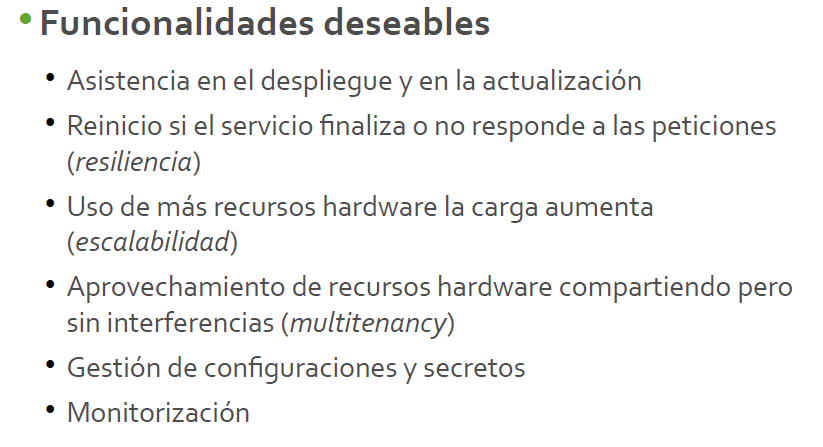 • Funcionalidades deseables
• Asistencia en el despliegue y en la actualización
• Reinicio si el servicio finaliza o no responde a las peticiones
(resiliencia)
• Uso de más recursos hardware la carga aumenta
(escalabilidad)
• Aprovechamiento de recursos hardware compartiendo pero
sin interferencias (multitenancy)
• Gestión de configuraciones y secretos
• Monitorización